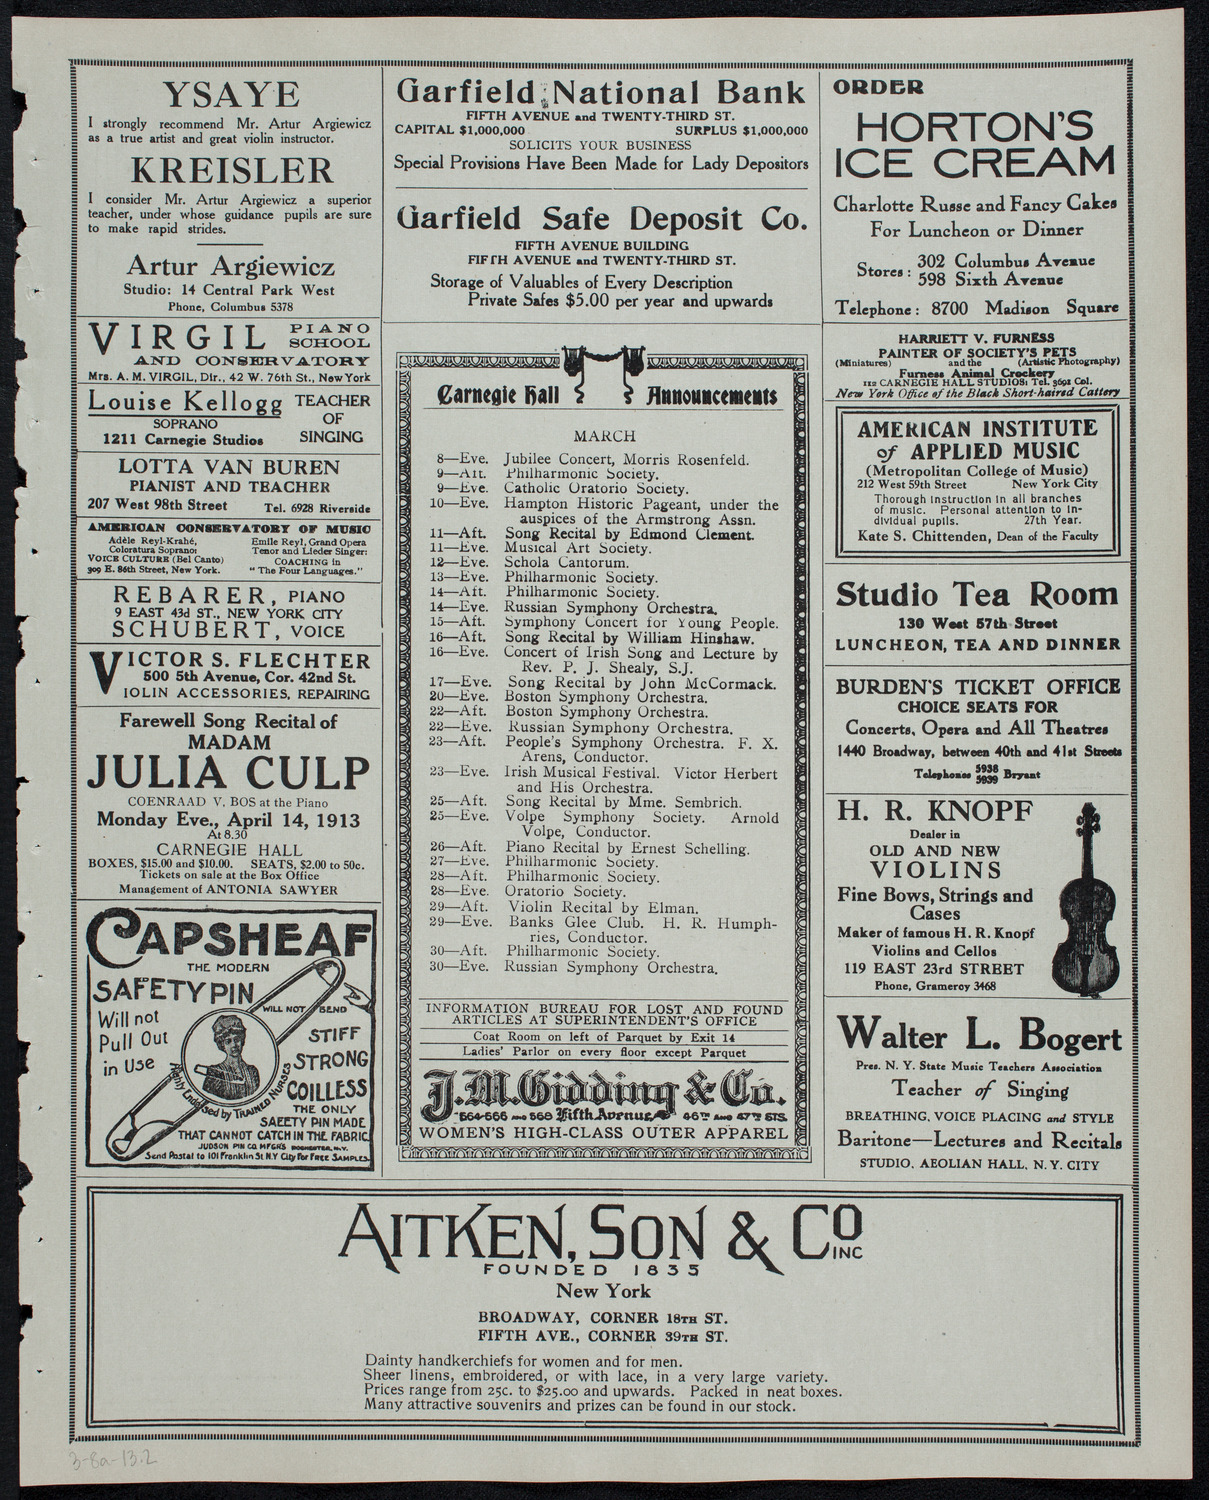 YSAYE
I strongly recommend Mr. Artur Argiewicz
as a true artist and great violin instructor.
KREISLER
I consider Mr. Artur Argiewicz a superior
teacher, under whose guidance pupils are sure
to make rapid strides.
Artur Argiewicz
Studio: 14 Central Park West
Phone, Columbus 5378
VIRGIL PIANO SCHOOL
AND CONSERVATORY
Mrs. A. M. VIRGIL, Dir., 42 W. 76th St., New York
Louise Kellogg TEACHER
SOPRANO OF
1211 Carnegie Studios SINGING
LOTTA VAN BUREN
PIANIST AND TEACHER
207 West 98th Street Tel. 6928 Riverside
AMERICAN CONSERVATORY OF MUSIC
Adèle Reyl-Krahé, Emile Reyl, Grand Opera
Coloratura Soprano: Tenor and Lieder Singer:
VOICE CULTURE (Bel Canto) COACHING in
309 E. 86th Street, New York. "The Four Languages."
REBARER, PIANO
9 EAST 43d ST., NEW YORK CITY
SCHUBERT, VOICE
VICTOR S. FLECHTER
500 5th Avenue, Cor. 42nd St.
IOLIN ACCESSORIES, REPAIRING
Farewell Song Recital of
MADAM
JULIA CULP
COENRAAD V. BOS at the Piano
Monday Eve., April 14, 1913
At 8.30
CARNEGIE HALL
BOXES, $15.00 and $10.00. SEATS, $2.00 to 50c.
Tickets on sale at the Box Office
Management of ANTONIA SAWYER
CAPSHEAF
THE MODERN
SAFETY PIN
WILL NOT BEND
Will not
Pull Out
in Use
STIFF
STRONG
COILLESS
Highly Endorsed by TRAINED NURSES
THE ONLY
SAFETY PIN MADE
THAT CANNOT CATCH IN THE FABRIC.
JUDSON PIN CO. MFGRS. ROCHESTER, N.Y.
Send Postal to 101 Franklin St N.Y. City for FREE SAMPLES
Garfield National Bank
FIFTH AVENUE and TWENTY-THIRD ST.
CAPITAL $1,000,000 SURPLUS $1,000,000
SOLICITS YOUR BUSINESS
Special Provisions Have Been Made for Lady Depositors
Garfield Safe Deposit Co.
FIFTH AVENUE BUILDING
FIFTH AVENUE and TWENTY-THIRD ST.
Storage of Valuables of Every Description
Private Safes $5.00 per year and upwards
Carnegie Hall Announcements
MARCH
8—Eve. Jubilee Concert, Morris Rosenfeld.
9—Aft. Philharmonic Society.
9—Eve. Catholic Oratorio Society.
10—Eve. Hampton Historic Pageant, under the
auspices of the Armstrong Assn.
11—Aft. Song Recital by Edmond Clement.
11—Eve. Musical Art Society.
12—Eve. Schola Cantorum.
13—Eve. Philharmonic Society.
14—Aft. Philharmonic Society.
14—Eve. Russian Symphony Orchestra.
15—Aft. Symphony Concert for Young People.
16—Aft. Song Recital by William Hinshaw.
16—Eve. Concert of Irish Song and Lecture by
Rev. P. J. Shealy, S.J.
17—Eve. Song Recital by John McCormack.
20—Eve. Boston Symphony Orchestra.
22—Aft. Boston Symphony Orchestra.
22—Eve. Russian Symphony Orchestra.
23—Aft. People's Symphony Orchestra. F. X.
Arens, Conductor.
23—Eve. Irish Musical Festival. Victor Herbert
and His Orchestra.
25—Aft. Song Recital by Mme. Sembrich.
25—Eve. Volpe Symphony Society. Arnold
Volpe, Conductor.
26—Aft. Piano Recital by Ernest Schelling.
27—Eve. Philharmonic Society.
28—Aft. Philharmonic Society.
28—Eve. Oratorio Society.
29—Aft. Violin Recital by Elman.
29—Eve. Banks Glee Club. H. R. Humph-
ries, Conductor.
30—Aft. Philharmonic Society.
30—Eve. Russian Symphony Orchestra.
INFORMATION BUREAU FOR LOST AND FOUND
ARTICLES AT SUPERINTENDENT'S OFFICE
Coat Room on left of Parquet by Exit 14
Ladies' Parlor on every floor except Parquet
J. M. Gidding & Co.
564-566 AND 568 Fifth Avenue 46TH AND 47TH STS.
WOMEN'S HIGH-CLASS OUTER APPAREL
ORDER
HORTON'S
ICE CREAM
Charlotte Russe and Fancy Cakes
For Luncheon or Dinner
Stores: 302 Columbus Avenue
598 Sixth Avenue
Telephone: 8700 Madison Square
HARRIETT V. FURNESS
PAINTER OF SOCIETY'S PETS
(Miniatures) and the (Artistic Photography)
Furness Animal Crockery
112 CARNEGIE HALL STUDIOS: Tel. 3692 Col.
New York Office of the Black Short-haired Cattery
AMERICAN INSTITUTE
of APPLIED MUSIC
(Metropolitan College of Music)
212 West 59th Street New York City
Thorough instruction in all branches
of music. Personal attention to in-
dividual pupils. 27th Year.
Kate S. Chittenden, Dean of the Faculty
Studio Tea Room
130 West 57th Street
LUNCHEON, TEA AND DINNER
BURDEN'S TICKET OFFICE
CHOICE SEATS FOR
Concerts, Opera and All Theatres
1440 Broadway, between 40th and 41st Streets
Telephones 5938 5939 Bryant
H. R. KNOPF
Dealer in
OLD AND NEW
VIOLINS
Fine Bows, Strings and
Cases
Maker of famous H. R. Knopf
Violins and Cellos
119 EAST 23rd STREET
Phone, Gramercy 3468
Walter L. Bogert
Pres. N. Y. State Music Teachers Association
Teacher of Singing
BREATHING, VOICE PLACING and STYLE
Baritone—Lectures and Recitals
STUDIO, AEOLIAN HALL, N. Y. CITY
AITKEN, SON & CO INC
FOUNDED 1835
New York
BROADWAY, CORNER 18TH ST.
FIFTH AVE., CORNER 39TH ST.
Dainty handkerchiefs for women and for men.
Sheer linens, embroidered, or with lace, in a very large variety.
Prices range from 25c. to $25.00 and upwards. Packed in neat boxes.
Many attractive souvenirs and prizes can be found in our stock.
3-8a-13.2